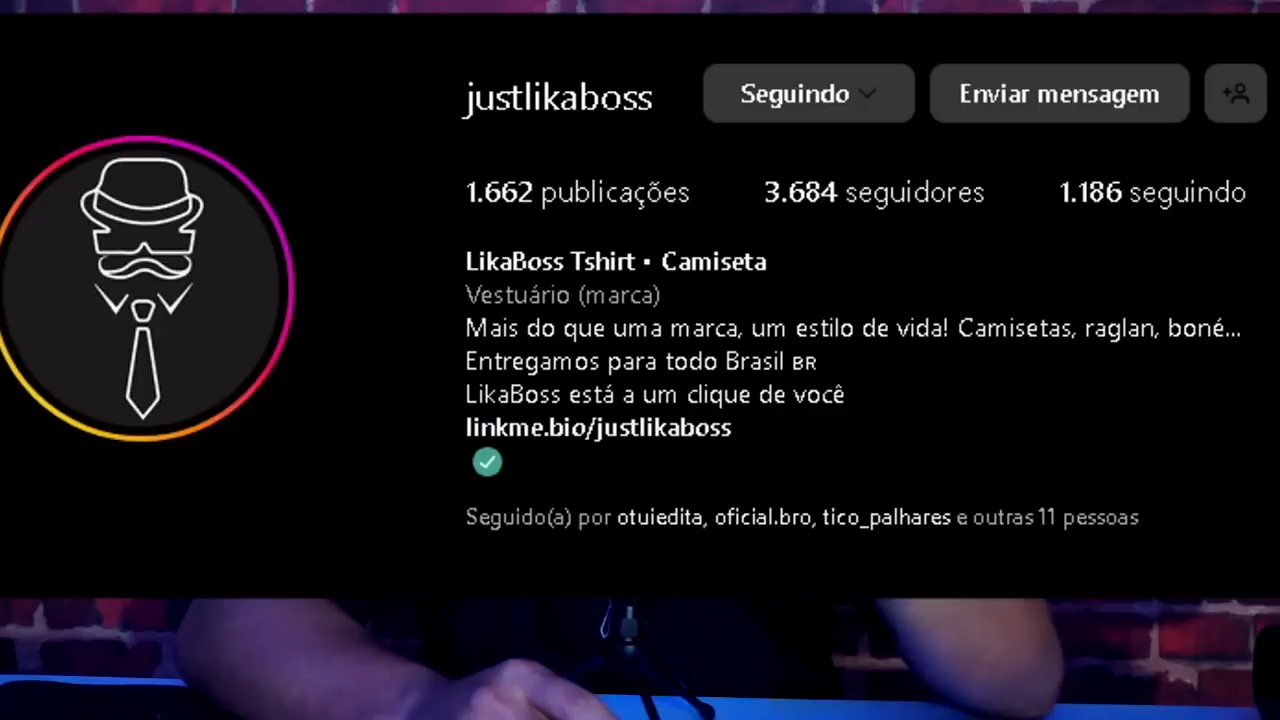 justlikaboss Seguindo Enviar mensagem
1.662 publicações 3.684 seguidores 1.186 seguindo
LikaBoss Tshirt • Camiseta
Vestuário (marca)
Mais do que uma marca, um estilo de vida! Camisetas, raglan, boné...
Entregamos para todo Brasil BR
LikaBoss está a um clique de você
linkme.bio/justlikaboss
Seguido(a) por otuiedita, oficial.bro, tico_palhares e outras 11 pessoas